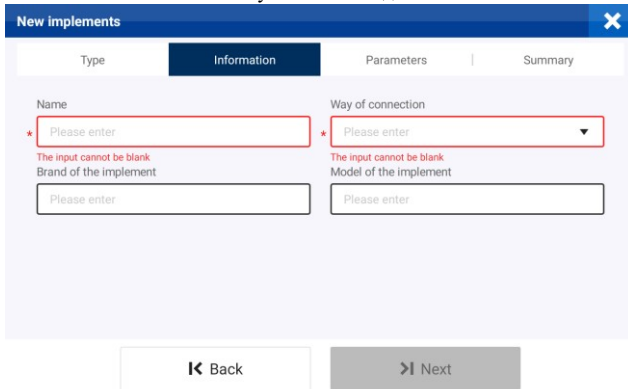 New implements
Type Information Parameters Summary
Name Way of connection
* Please enter * Please enter
The input cannot be blank The input cannot be blank
Brand of the implement Model of the implement
Please enter Please enter
Back Next